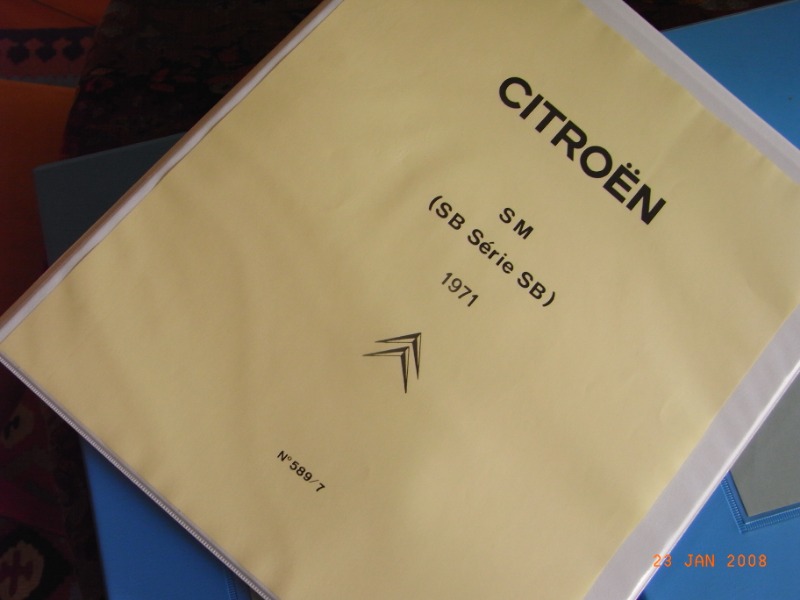 CITROËN
SM
(SB Série SB)
1971
N° 589/7
23 JAN 2008